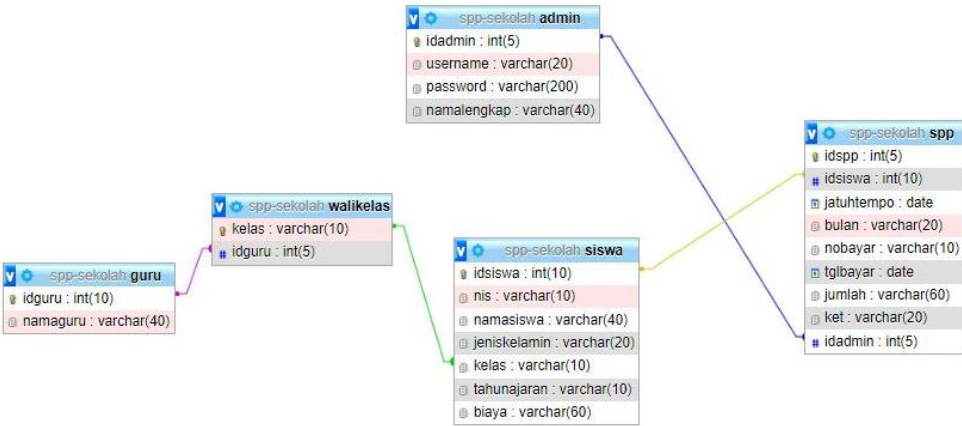 spp-sekolah admin
idadmin : int(5)
username : varchar(20)
password : varchar(200)
namalengkap : varchar(40)
spp-sekolah spp
idspp : int(5)
idsiswa : int(10)
jatuhtempo : date
bulan : varchar(20)
nobayar : varchar(10)
tglbayar : date
jumlah : varchar(60)
ket : varchar(20)
idadmin : int(5)
spp-sekolah walikelas
kelas : varchar(10)
idguru : int(5)
spp-sekolah siswa
idsiswa : int(10)
nis : varchar(10)
namasiswa : varchar(40)
jeniskelamin : varchar(20)
kelas : varchar(10)
tahunajaran : varchar(10)
biaya : varchar(60)
spp-sekolah guru
idguru : int(10)
namaguru : varchar(40)